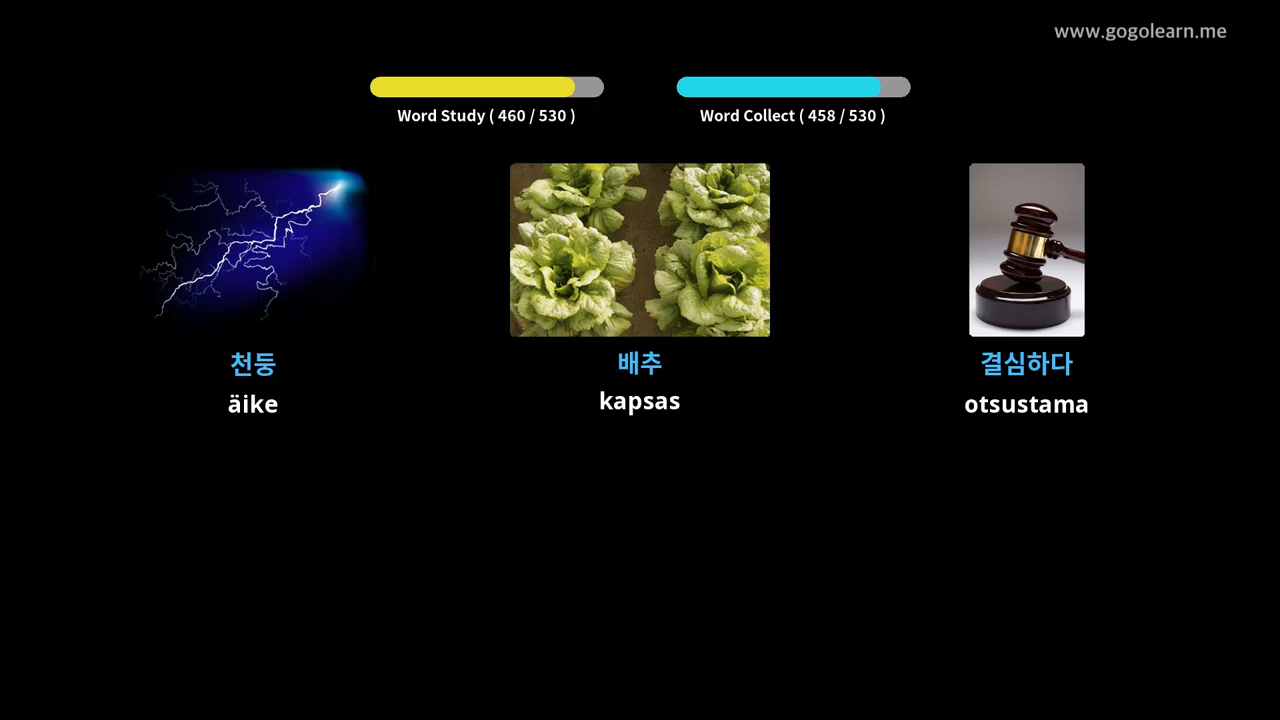 www.gogolearn.me
Word Study ( 460 / 530 )
Word Collect ( 458 / 530 )
천둥
배추
결심하다
äike
kapsas
otsustama